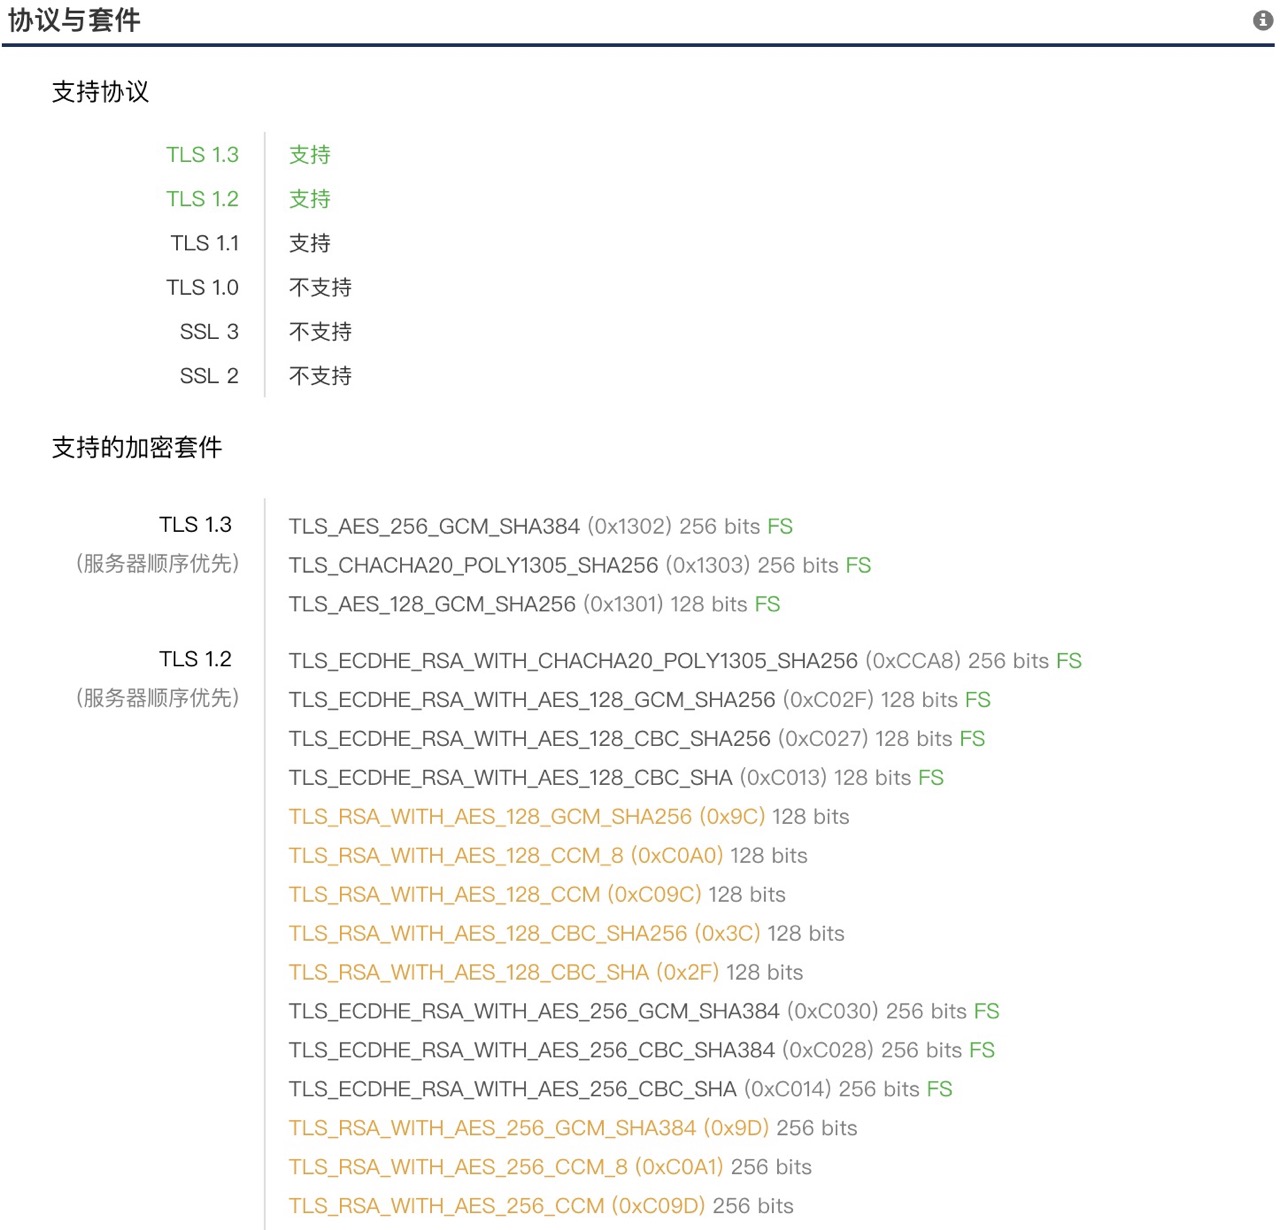 协议与套件
支持协议
TLS 1.3 支持
TLS 1.2 支持
TLS 1.1 支持
TLS 1.0 不支持
SSL 3 不支持
SSL 2 不支持
支持的加密套件
TLS 1.3 TLS_AES_256_GCM_SHA384 (0x1302) 256 bits FS
(服务器顺序优先) TLS_CHACHA20_POLY1305_SHA256 (0x1303) 256 bits FS
TLS_AES_128_GCM_SHA256 (0x1301) 128 bits FS
TLS 1.2 TLS_ECDHE_RSA_WITH_CHACHA20_POLY1305_SHA256 (0xCCA8) 256 bits FS
(服务器顺序优先) TLS_ECDHE_RSA_WITH_AES_128_GCM_SHA256 (0xC02F) 128 bits FS
TLS_ECDHE_RSA_WITH_AES_128_CBC_SHA256 (0xC027) 128 bits FS
TLS_ECDHE_RSA_WITH_AES_128_CBC_SHA (0xC013) 128 bits FS
TLS_RSA_WITH_AES_128_GCM_SHA256 (0x9C) 128 bits
TLS_RSA_WITH_AES_128_CCM_8 (0xC0A0) 128 bits
TLS_RSA_WITH_AES_128_CCM (0xC09C) 128 bits
TLS_RSA_WITH_AES_128_CBC_SHA256 (0x3C) 128 bits
TLS_RSA_WITH_AES_128_CBC_SHA (0x2F) 128 bits
TLS_ECDHE_RSA_WITH_AES_256_GCM_SHA384 (0xC030) 256 bits FS
TLS_ECDHE_RSA_WITH_AES_256_CBC_SHA384 (0xC028) 256 bits FS
TLS_ECDHE_RSA_WITH_AES_256_CBC_SHA (0xC014) 256 bits FS
TLS_RSA_WITH_AES_256_GCM_SHA384 (0x9D) 256 bits
TLS_RSA_WITH_AES_256_CCM_8 (0xC0A1) 256 bits
TLS_RSA_WITH_AES_256_CCM (0xC09D) 256 bits